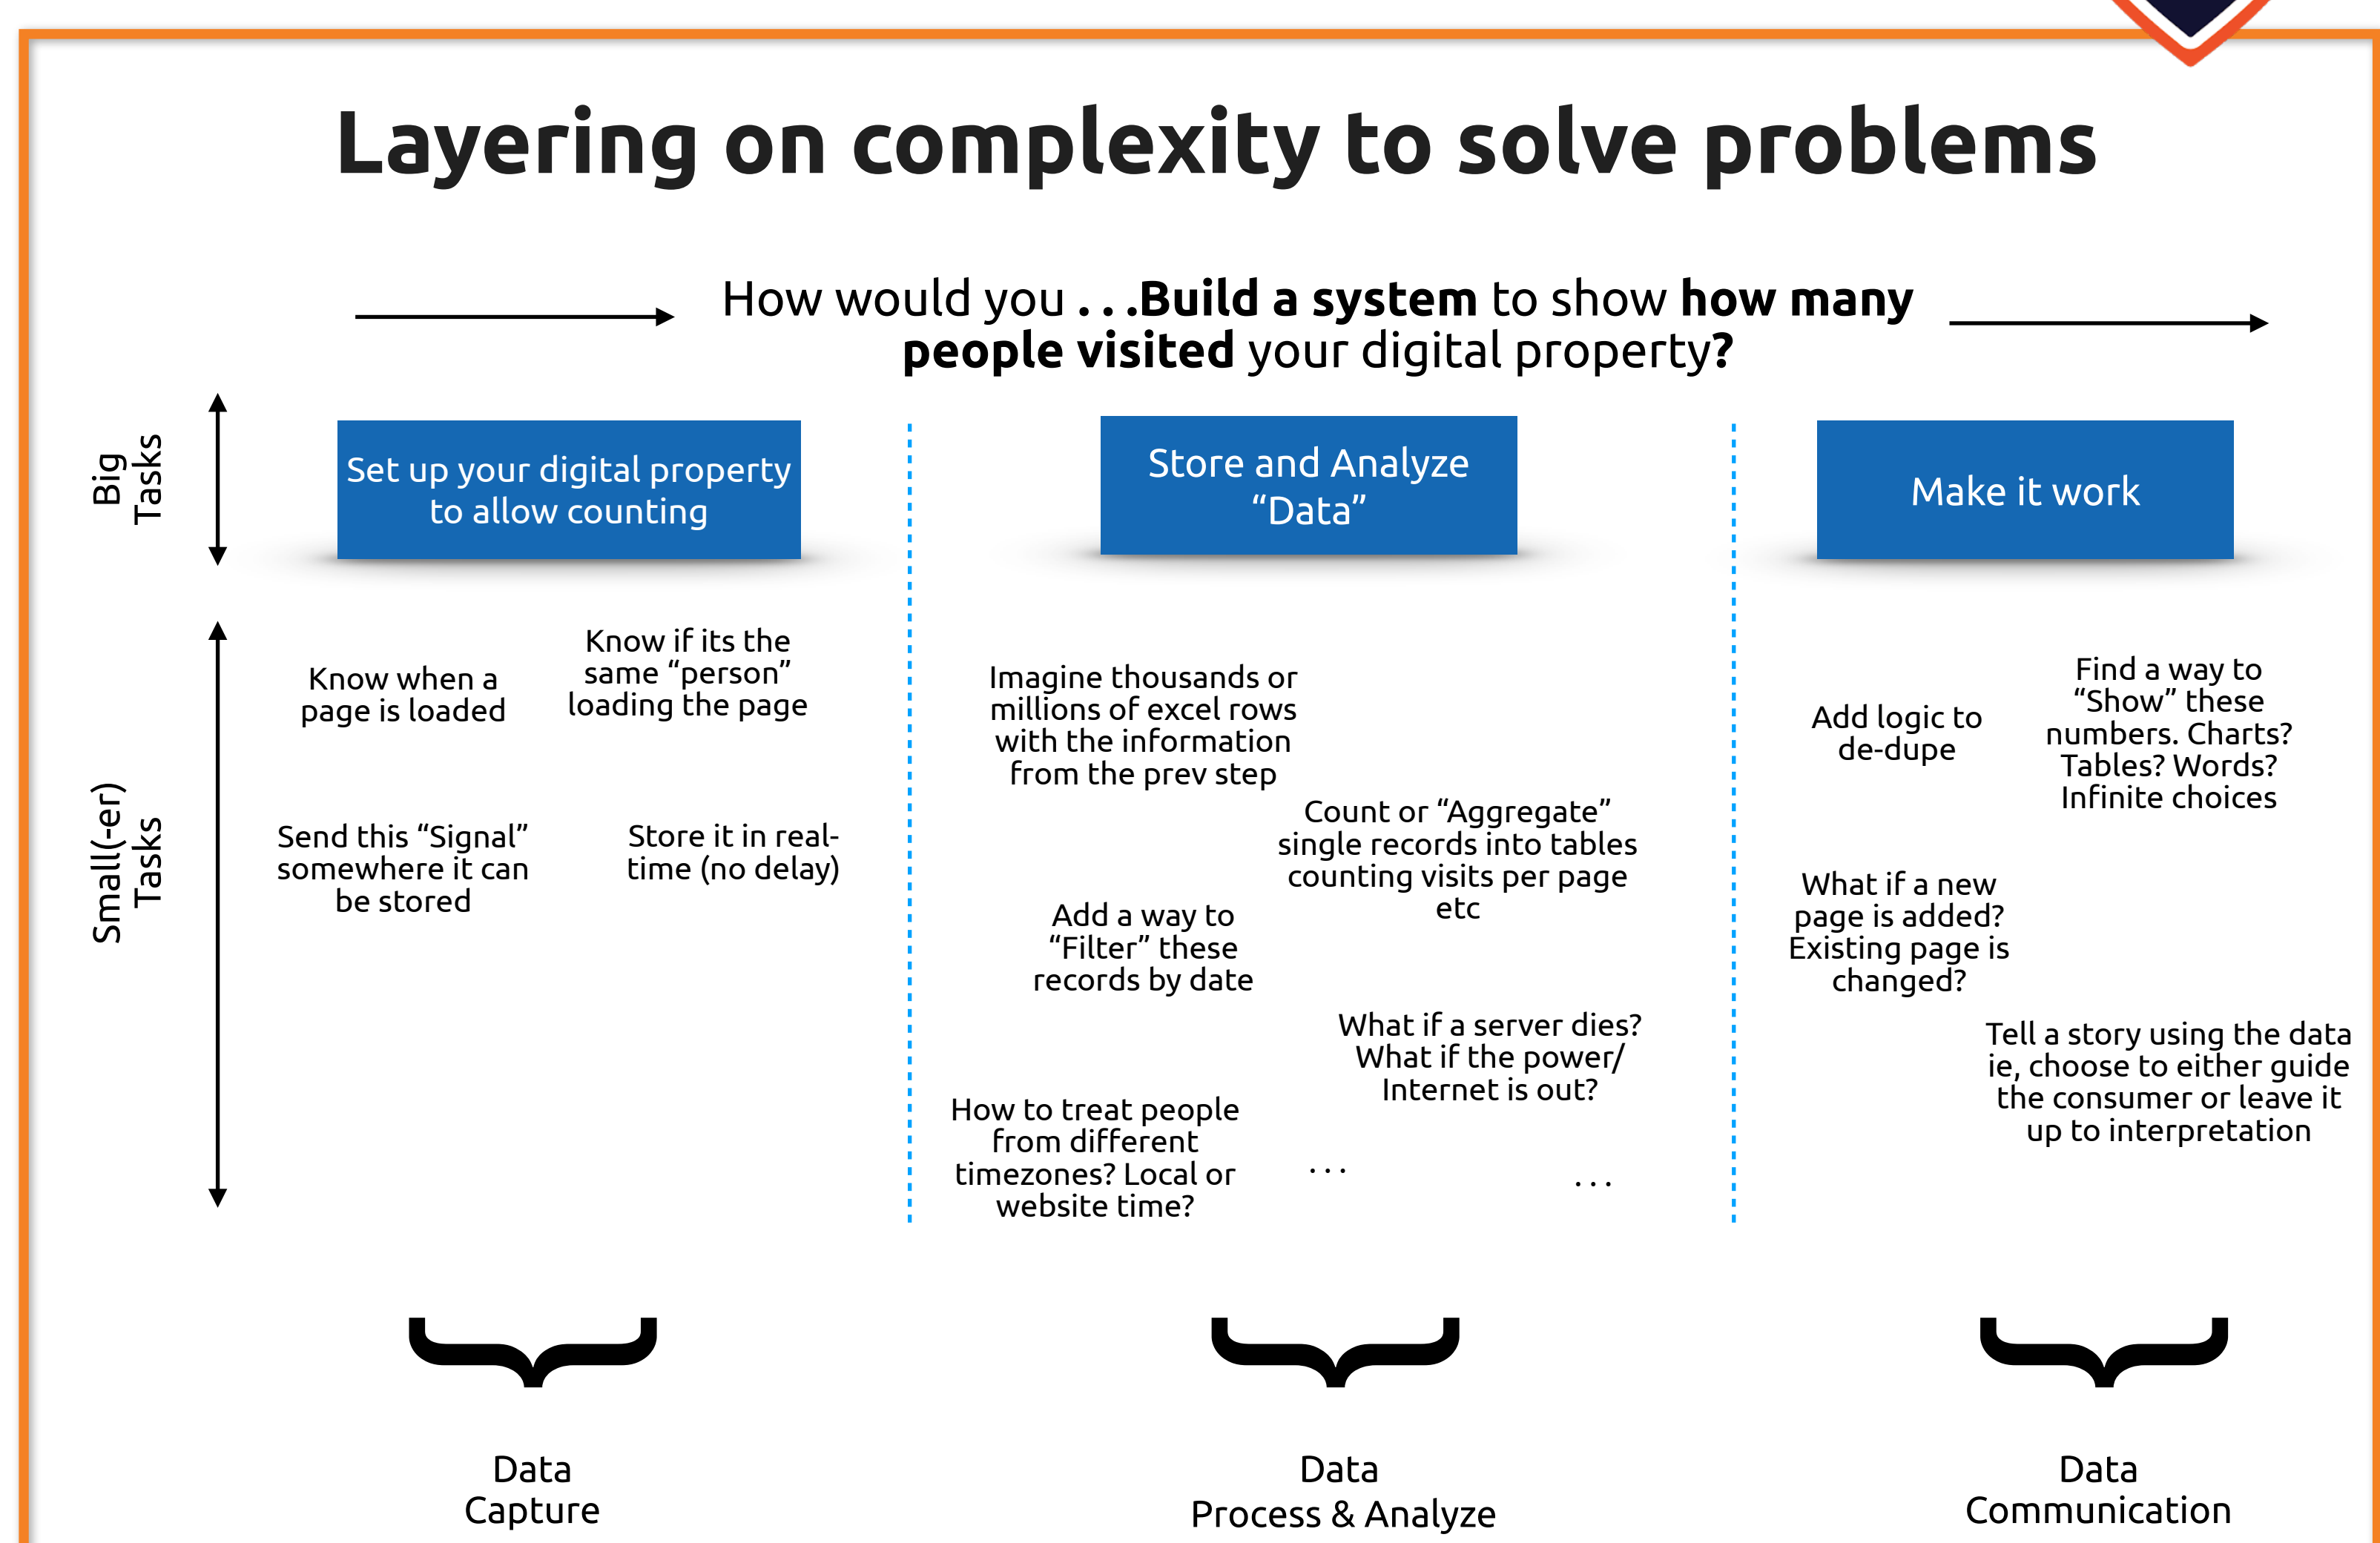 Layering on complexity to solve problems
How would you . . .Build a system to show how many
people visited your digital property?
Big
Tasks
Set up your digital property
to allow counting
Store and Analyze
“Data”
Make it work
Small(-er)
Tasks
Know when a
page is loaded
Know if its the
same “person”
loading the page
Send this “Signal”
somewhere it can
be stored
Store it in real-
time (no delay)
Imagine thousands or
millions of excel rows
with the information
from the prev step
Count or “Aggregate”
single records into tables
counting visits per page
etc
Add a way to
“Filter” these
records by date
What if a server dies?
What if the power/
Internet is out?
How to treat people
from different
timezones? Local or
website time?
. . .
. . .
Add logic to
de-dupe
Find a way to
“Show” these
numbers. Charts?
Tables? Words?
Infinite choices
What if a new
page is added?
Existing page is
changed?
Tell a story using the data
ie, choose to either guide
the consumer or leave it
up to interpretation
Data
Capture
Data
Process & Analyze
Data
Communication